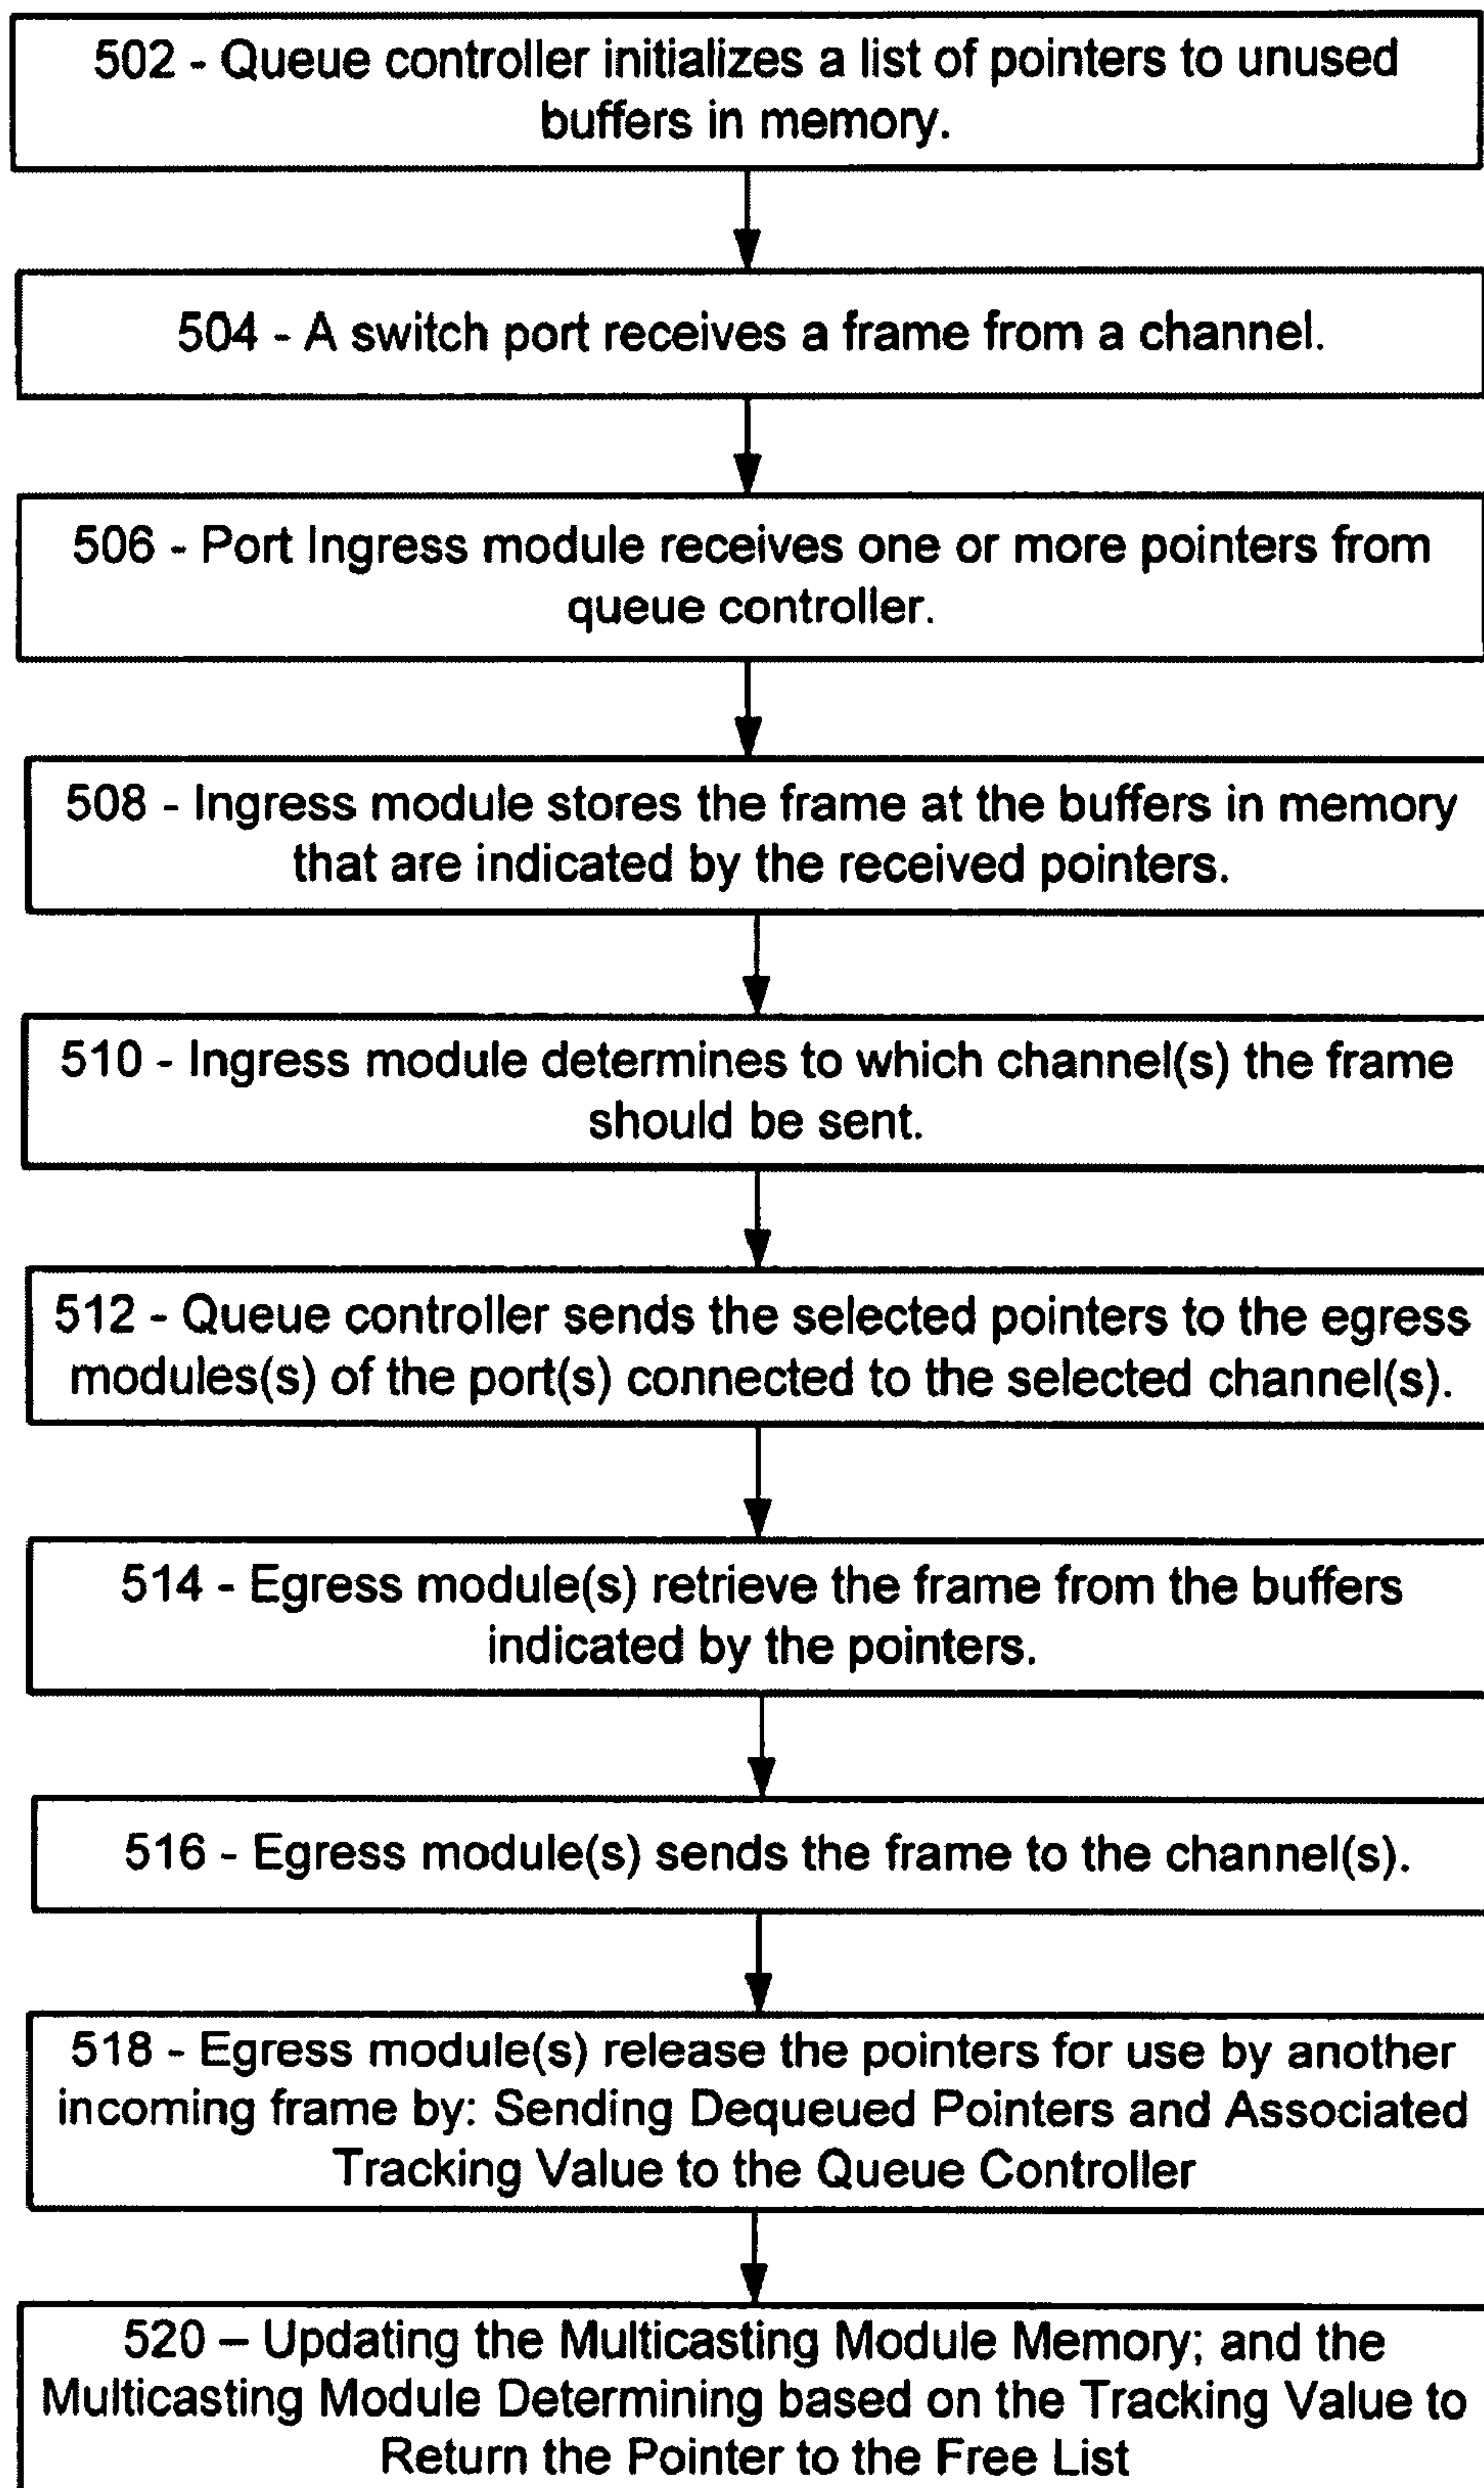 502 - Queue controller initializes a list of pointers to unused
buffers in memory.
504 - A switch port receives a frame from a channel.
506 - Port Ingress module receives one or more pointers from
queue controller.
508 - Ingress module stores the frame at the buffers in memory
that are indicated by the received pointers.
510 - Ingress module determines to which channel(s) the frame
should be sent.
512 - Queue controller sends the selected pointers to the egress
modules(s) of the port(s) connected to the selected channel(s).
514 - Egress module(s) retrieve the frame from the buffers
indicated by the pointers.
516 - Egress module(s) sends the frame to the channel(s).
518 - Egress module(s) release the pointers for use by another
incoming frame by: Sending Dequeued Pointers and Associated
Tracking Value to the Queue Controller
520 – Updating the Multicasting Module Memory; and the
Multicasting Module Determining based on the Tracking Value to
Return the Pointer to the Free List